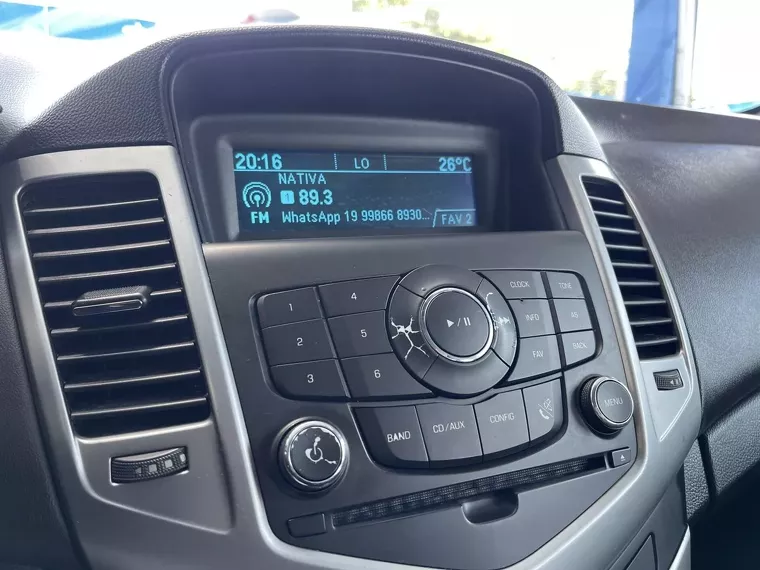 20:16 LO 26°C
NATIVA
1 89.3
FM WhatsApp 19 99866 8930... FAV 2
1 4 CLOCK TONE
2 5 INFO AS
3 6 FAV BACK
BAND CD/AUX CONFIG MENU